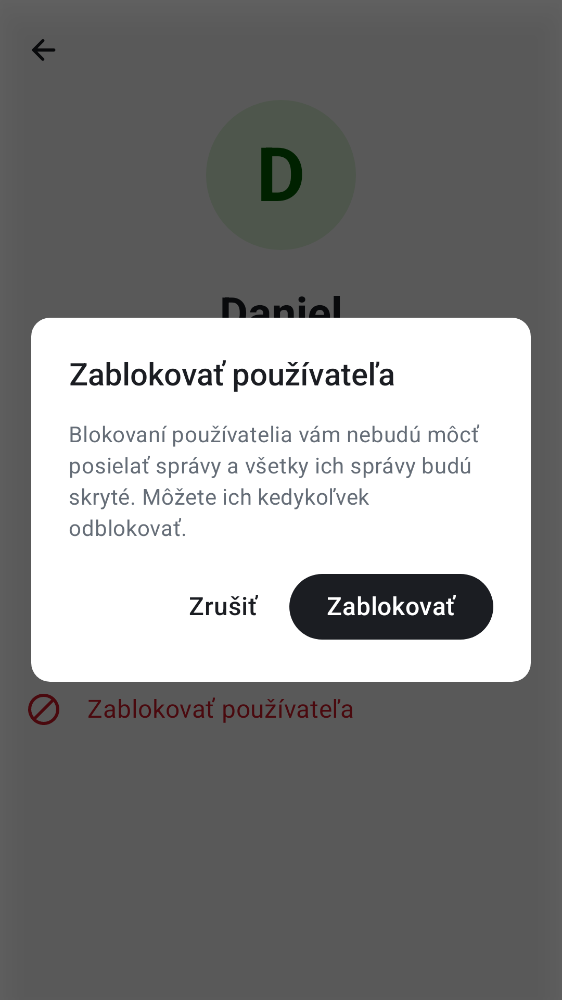 D
Daniel
Zablokovať používateľa
Blokovaní používatelia vám nebudú môcť
posielať správy a všetky ich správy budú
skryté. Môžete ich kedykoľvek
odblokovať.
Zrušiť
Zablokovať
Zablokovať používateľa